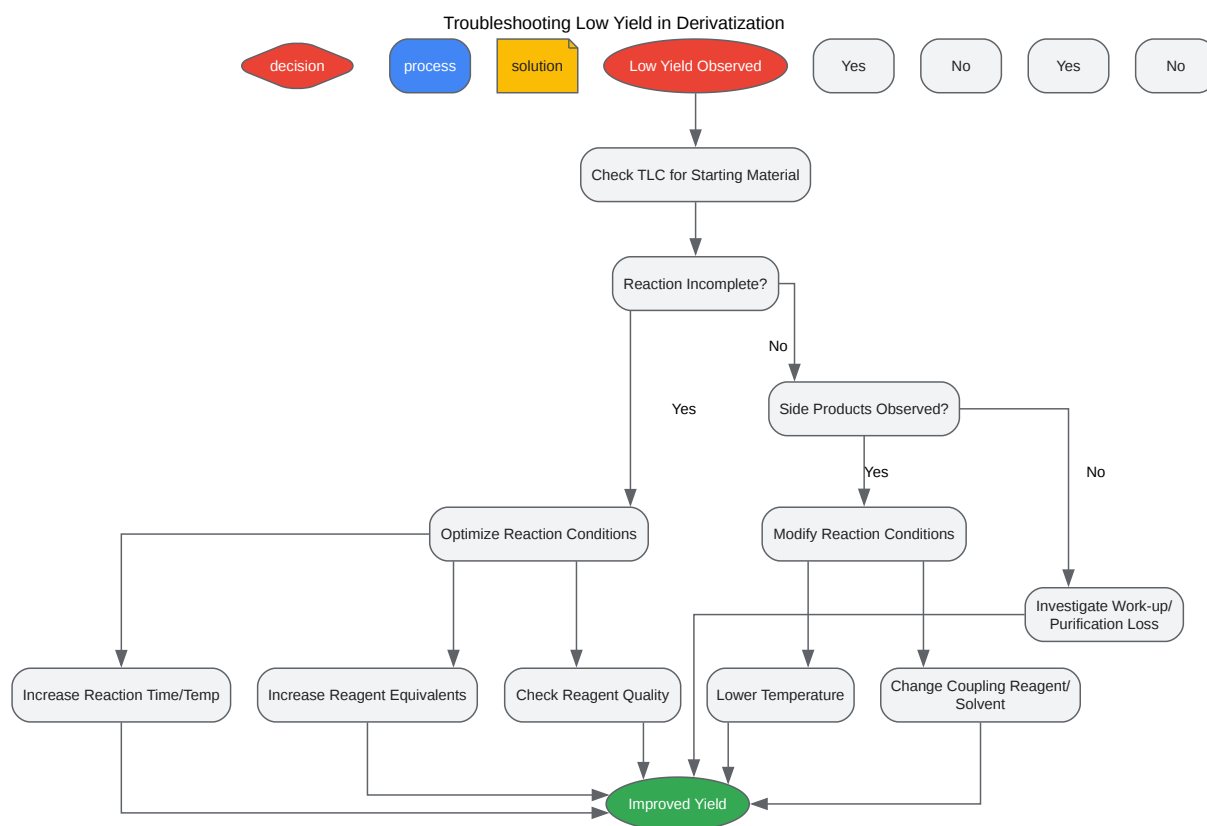 Troubleshooting Low Yield in Derivatization
decision
process
solution
Low Yield Observed
Yes
No
Yes
No
Check TLC for Starting Material
Reaction Incomplete?
No
Yes
Side Products Observed?
Yes
No
Optimize Reaction Conditions
Modify Reaction Conditions
Investigate Work-up/
Purification Loss
Increase Reaction Time/Temp
Increase Reagent Equivalents
Check Reagent Quality
Lower Temperature
Change Coupling Reagent/
Solvent
Improved Yield